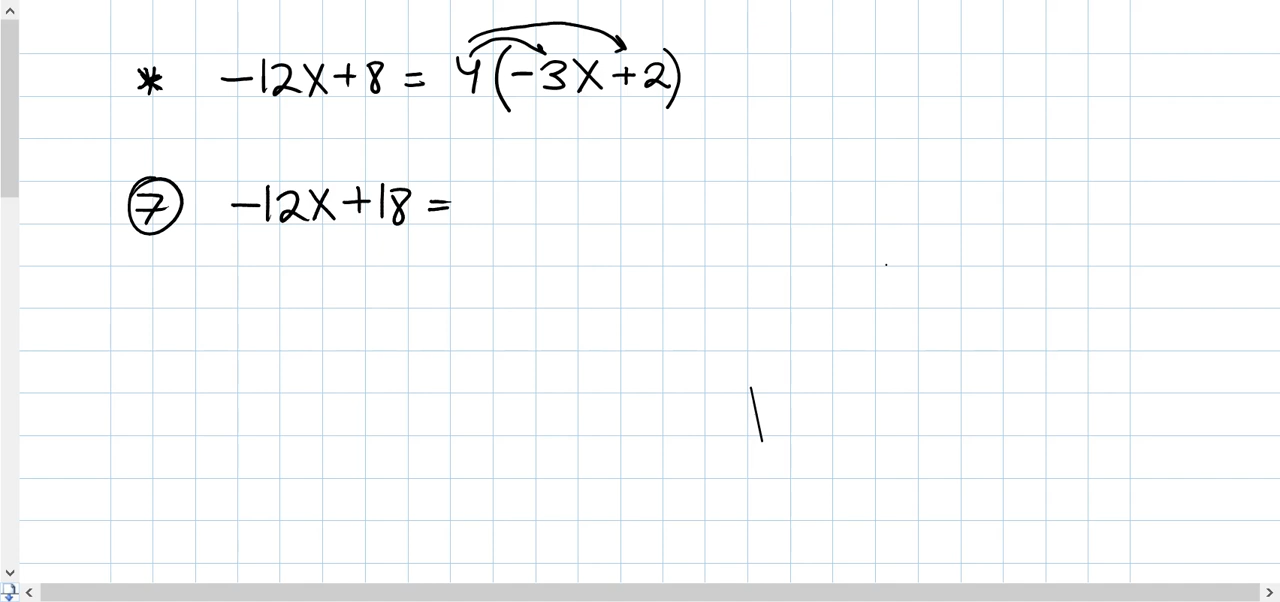 * -12x+8 = 4(-3x+2)
7 -12x+18 =